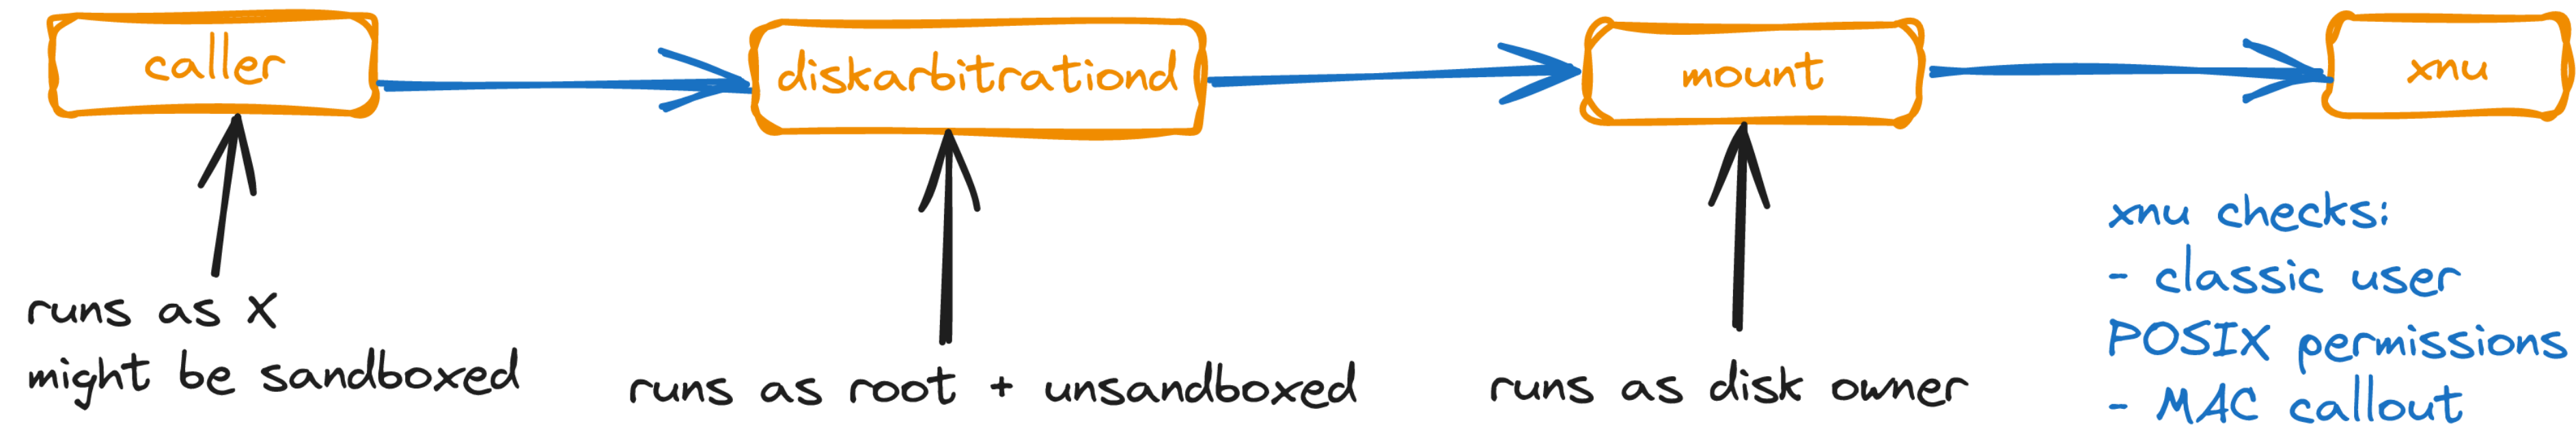 caller
diskarbitrationd
mount
xnu
runs as X
might be sandboxed
runs as root + unsandboxed
runs as disk owner
xnu checks:
- classic user
POSIX permissions
- MAC callout